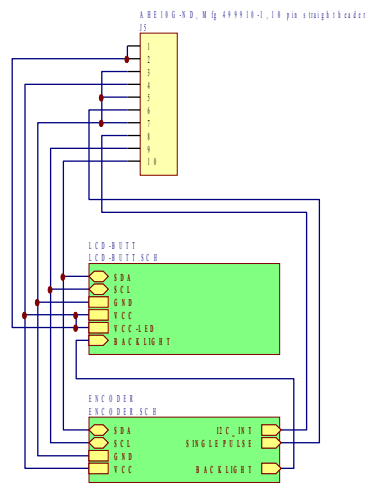 AHE10G-ND, Mfg 499910-1, 10 pin straight header
J5
1
2
3
4
5
6
7
8
9
10
LCD-BUTT
LCD-BUTT.SCH
SDA
SCL
GND
VCC
VCC-LED
BACKLIGHT
ENCODER
ENCODER.SCH
SDA I2C_INT
SCL SINGLEPULSE
GND
VCC BACKLIGHT